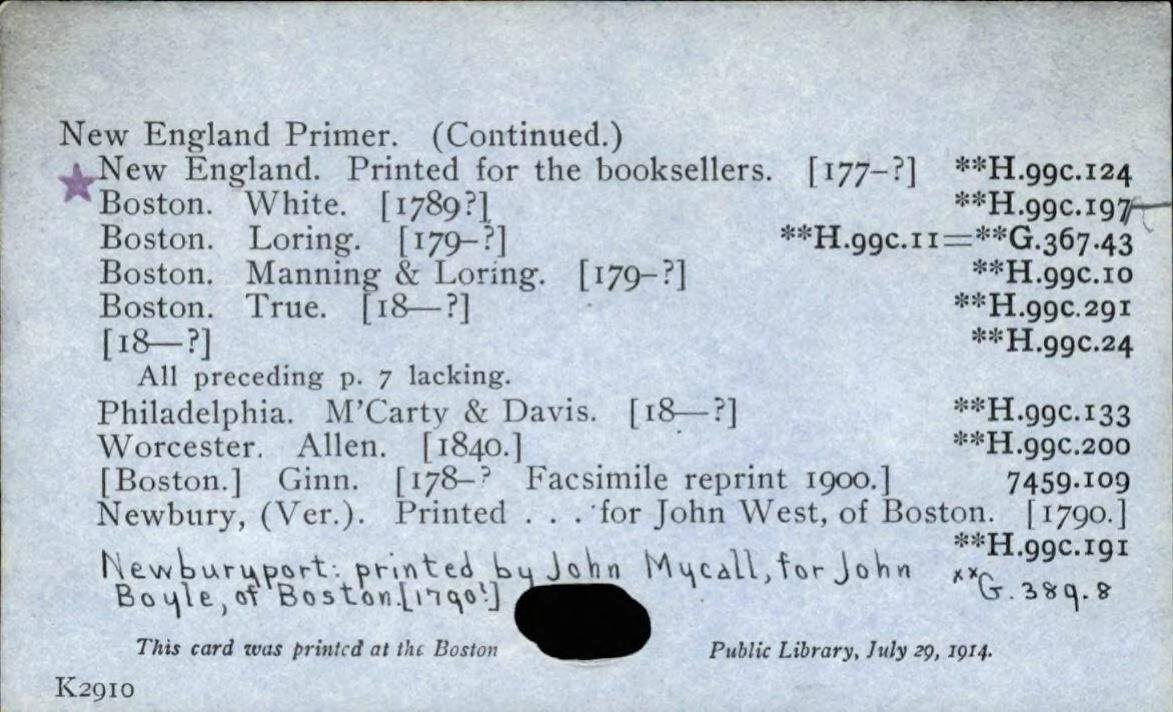 New England Primer. (Continued.)
New England. Printed for the booksellers. [177–?] **H.99c.124
Boston. White. [1789?] **H.99c.197
Boston. Loring. [179–?] **H.99c.11=**G.367.43
Boston. Manning & Loring. [179–?] **H.99c.10
Boston. True. [18—?] **H.99c.291
[18—?] **H.99c.24
All preceding p. 7 lacking.
Philadelphia. M'Carty & Davis. [18—?] **H.99c.133
Worcester. Allen. [1840.] **H.99c.200
[Boston.] Ginn. [178–? Facsimile reprint 1900.] 7459.109
Newbury, (Ver.). Printed . . . for John West, of Boston. [1790.]
**H.99c.191
Newburyport: printed by John Mycall, for John
Boyle, of Boston.[1790?] **G.389.8
This card was printed at the Boston Public Library, July 29, 1914.
K2910